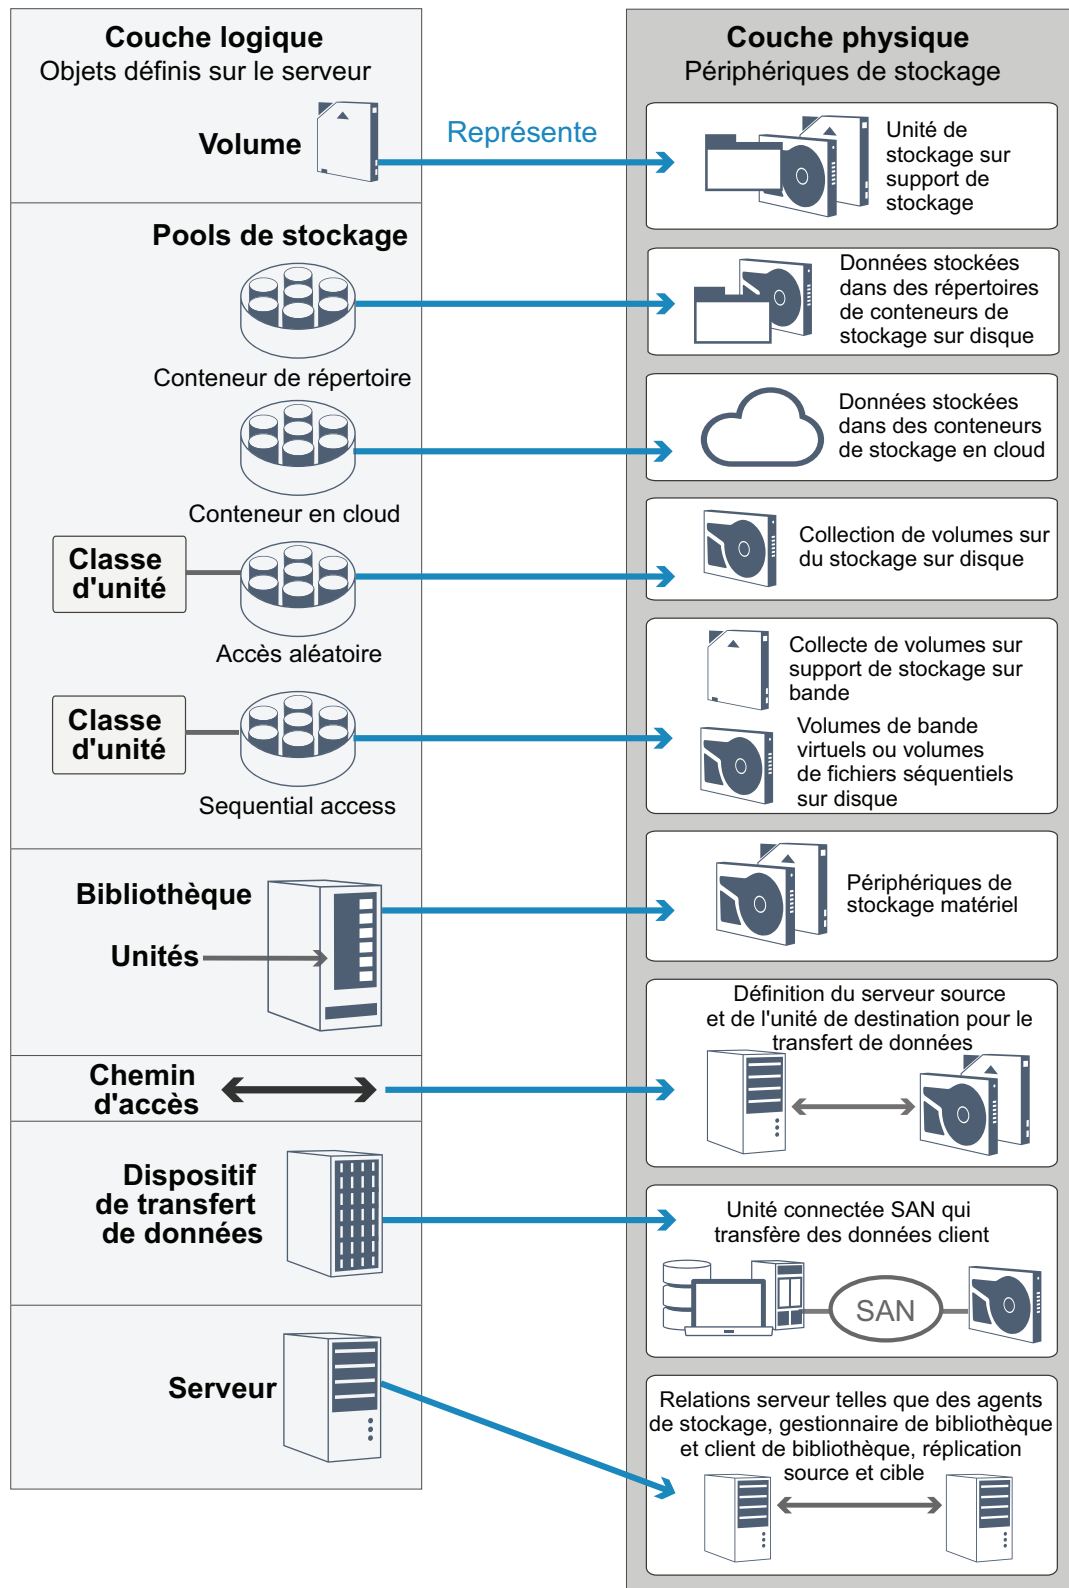 Couche logique
Objets définis sur le serveur
Couche physique
Périphériques de stockage
Volume
Représente
Unité de
stockage sur
support de
stockage
Pools de stockage
Données stockées
dans des répertoires
de conteneurs de
stockage sur disque
Conteneur de répertoire
Données stockées
dans des conteneurs
de stockage en cloud
Conteneur en cloud
Classe
d'unité
Collection de volumes sur
du stockage sur disque
Accès aléatoire
Collecte de volumes sur
support de stockage sur
bande
Classe
d'unité
Volumes de bande
virtuels ou volumes
de fichiers séquentiels
sur disque
Sequential access
Bibliothèque
Unités
Périphériques de
stockage matériel
Définition du serveur source
et de l'unité de destination pour le
transfert de données
Chemin
d'accès
Dispositif
de transfert
de données
Unité connectée SAN qui
transfère des données client
SAN
Serveur
Relations serveur telles que des agents
de stockage, gestionnaire de bibliothèque
et client de bibliothèque, réplication
source et cible